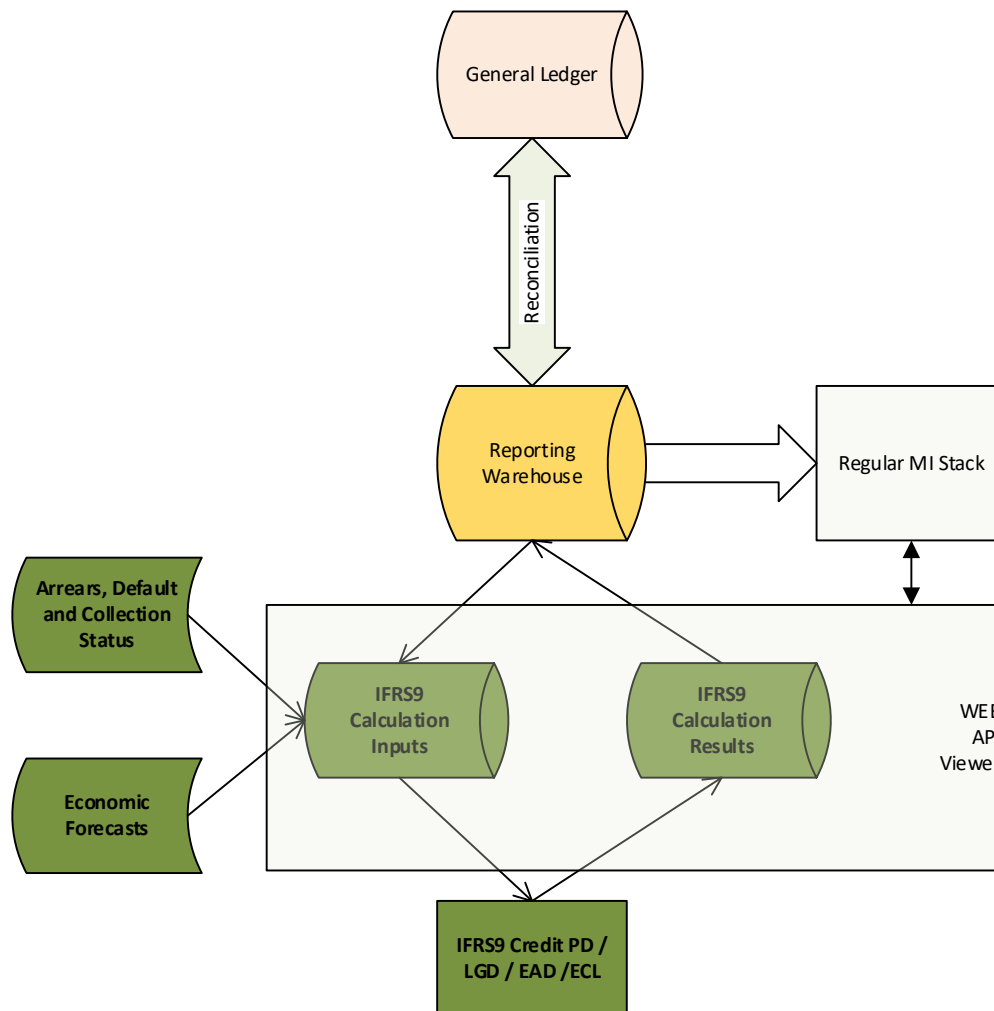 General Ledger
Reconciliation
Reporting
Warehouse
Regular MI Stack
Arrears, Default
and Collection
Status
IFRS9
Calculation
Inputs
IFRS9
Calculation
Results
Economic
Forecasts
IFRS9 Credit PD /
LGD / EAD /ECL